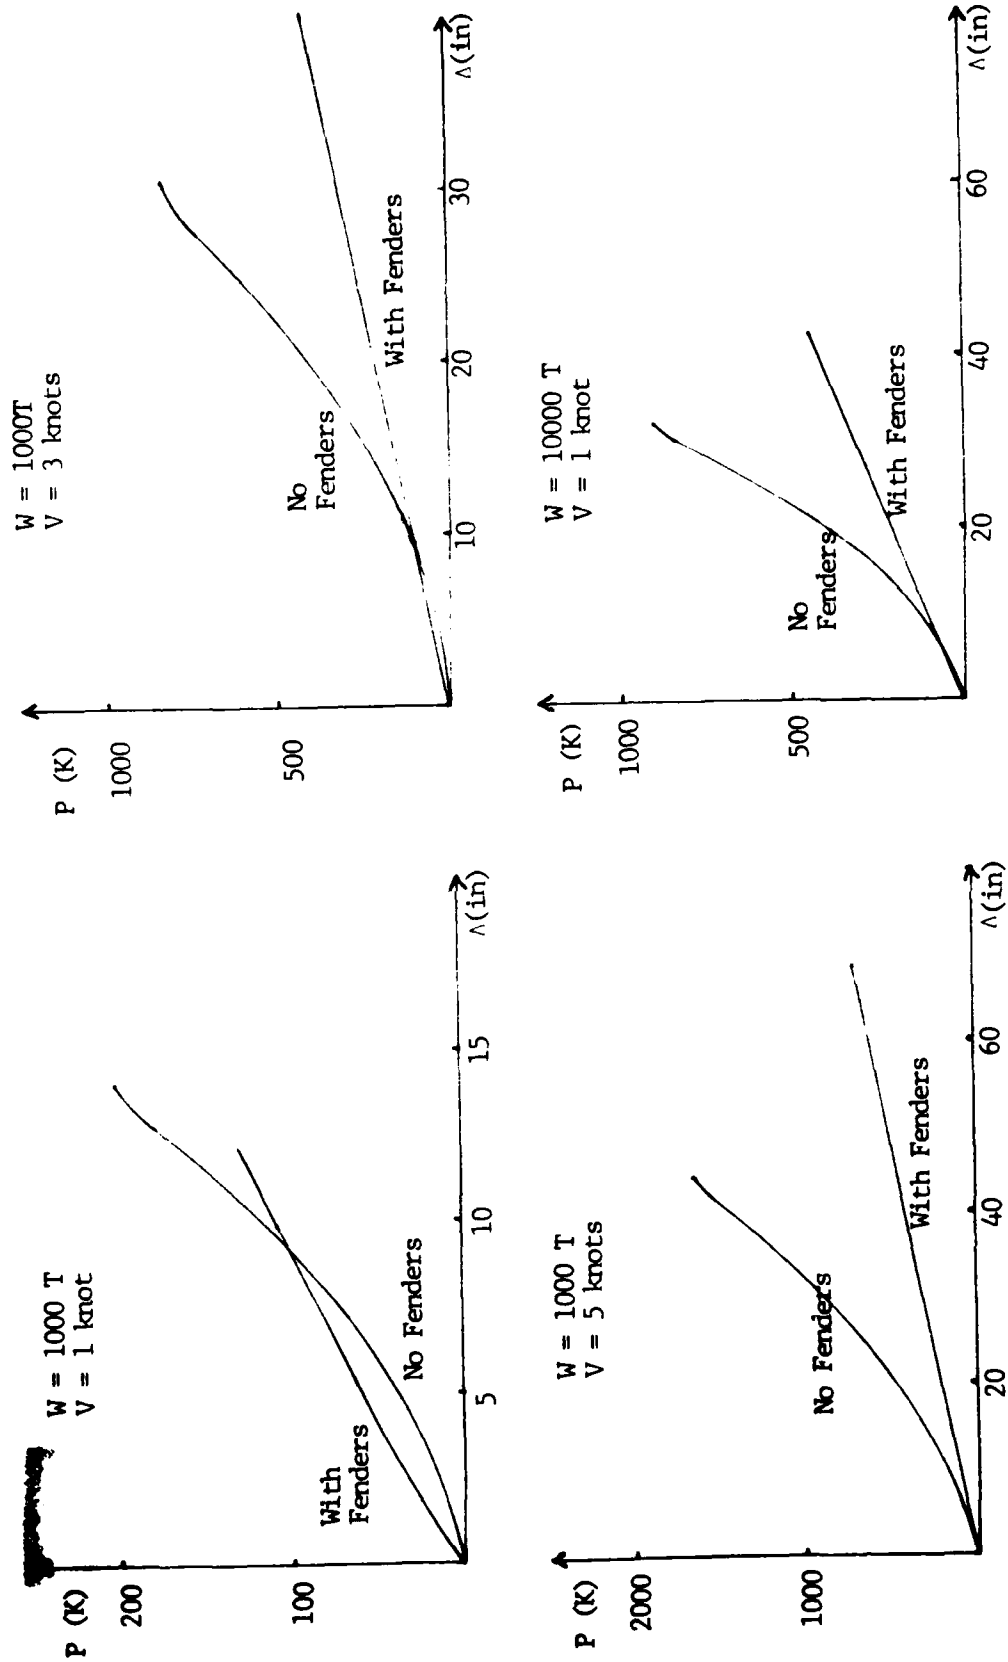 W = 1000 T
V = 1 knot
P (K)
200
100
With
Fenders
No Fenders
5
10
15
Δ(in)
W = 1000T
V = 3 knots
P (K)
1000
500
No
Fenders
With Fenders
10
20
30
Δ(in)
W = 1000 T
V = 5 knots
P (K)
2000
1000
No Fenders
With Fenders
20
40
60
Δ(in)
W = 10000 T
V = 1 knot
P (K)
1000
500
No
Fenders
With Fenders
20
40
60
Δ(in)